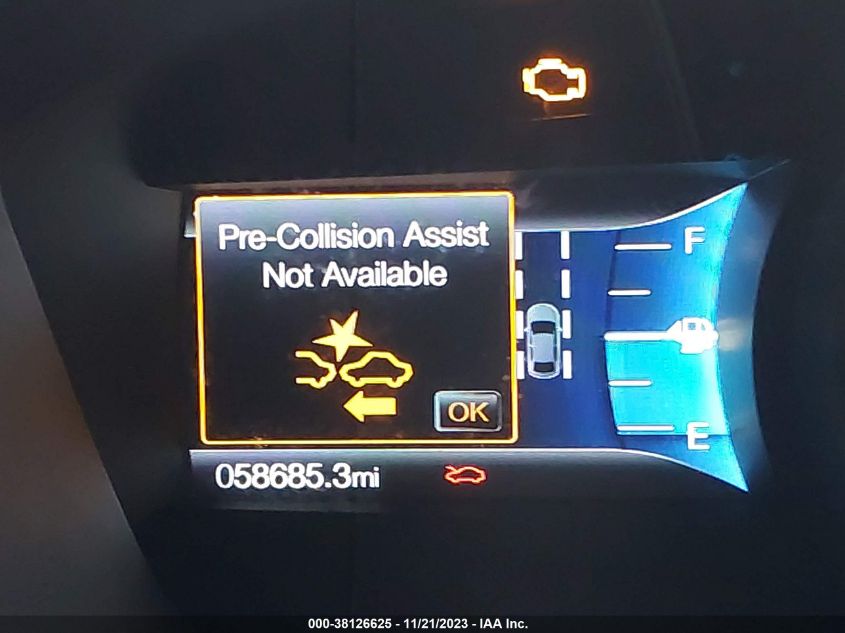 Pre-Collision Assist
Not Available
OK
F
E
058685.3mi
000-38126625 - 11/21/2023 - IAA Inc.